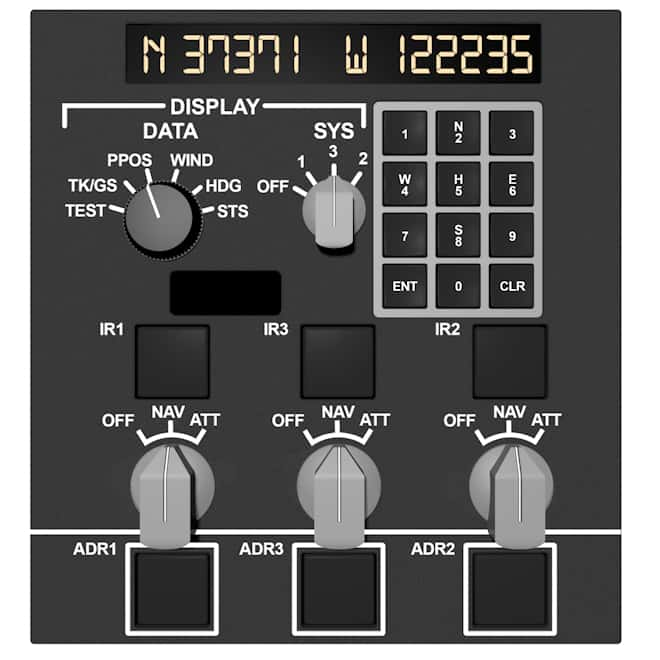 N 37371 W 122235
DISPLAY
DATA SYS
PPOS WIND
TK/GS HDG
TEST STS
OFF 1 3 2
1 N 2 3
W 4 H 5 E 6
7 S 8 9
ENT 0 CLR
IR1 IR3 IR2
OFF NAV ATT OFF NAV ATT OFF NAV ATT
ADR1 ADR3 ADR2